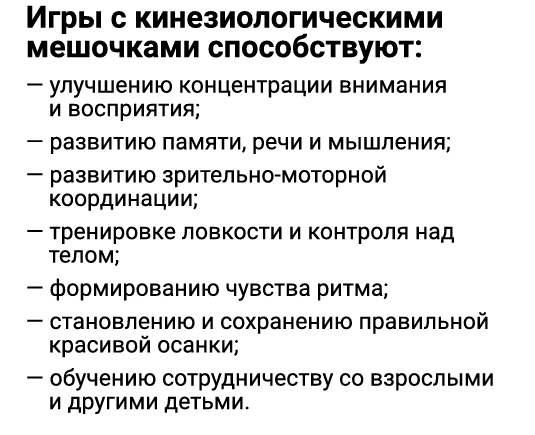 Игры с кинезиологическими
мешочками способствуют:
— улучшению концентрации внимания
и восприятия;
— развитию памяти, речи и мышления;
— развитию зрительно-моторной
координации;
— тренировке ловкости и контроля над
телом;
— формированию чувства ритма;
— становлению и сохранению правильной
красивой осанки;
— обучению сотрудничеству со взрослыми
и другими детьми.